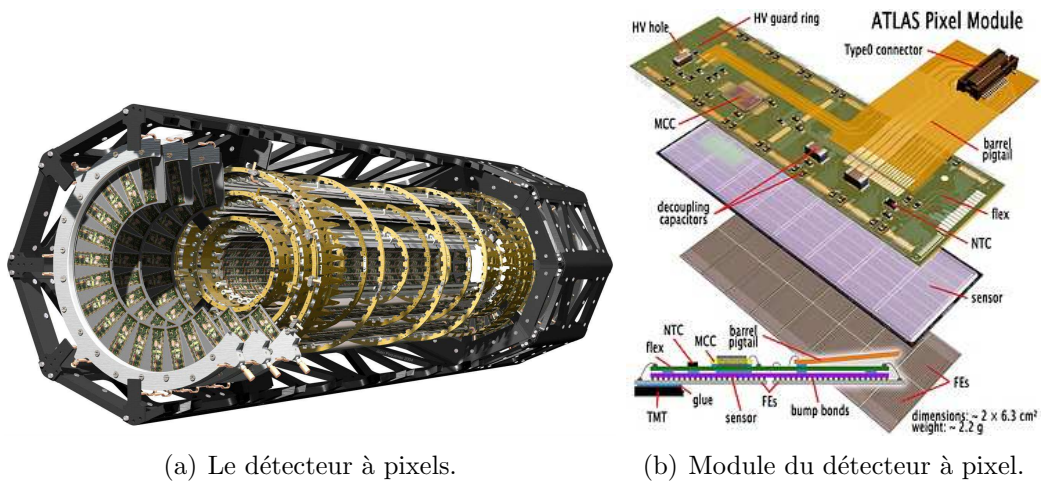 ATLAS Pixel Module
HV guard ring
HV hole
Type0 connector
MCC
barrel
pigtail
decoupling
capacitors
flex
NTC
sensor
NTC
MCC
barrel
pigtail
flex
FEs
FEs
glue
sensor
bump bonds
TMT
dimensions: ~ 2 × 6.3 cm²
weight: ~ 2.2 g
(a) Le détecteur à pixels.
(b) Module du détecteur à pixel.